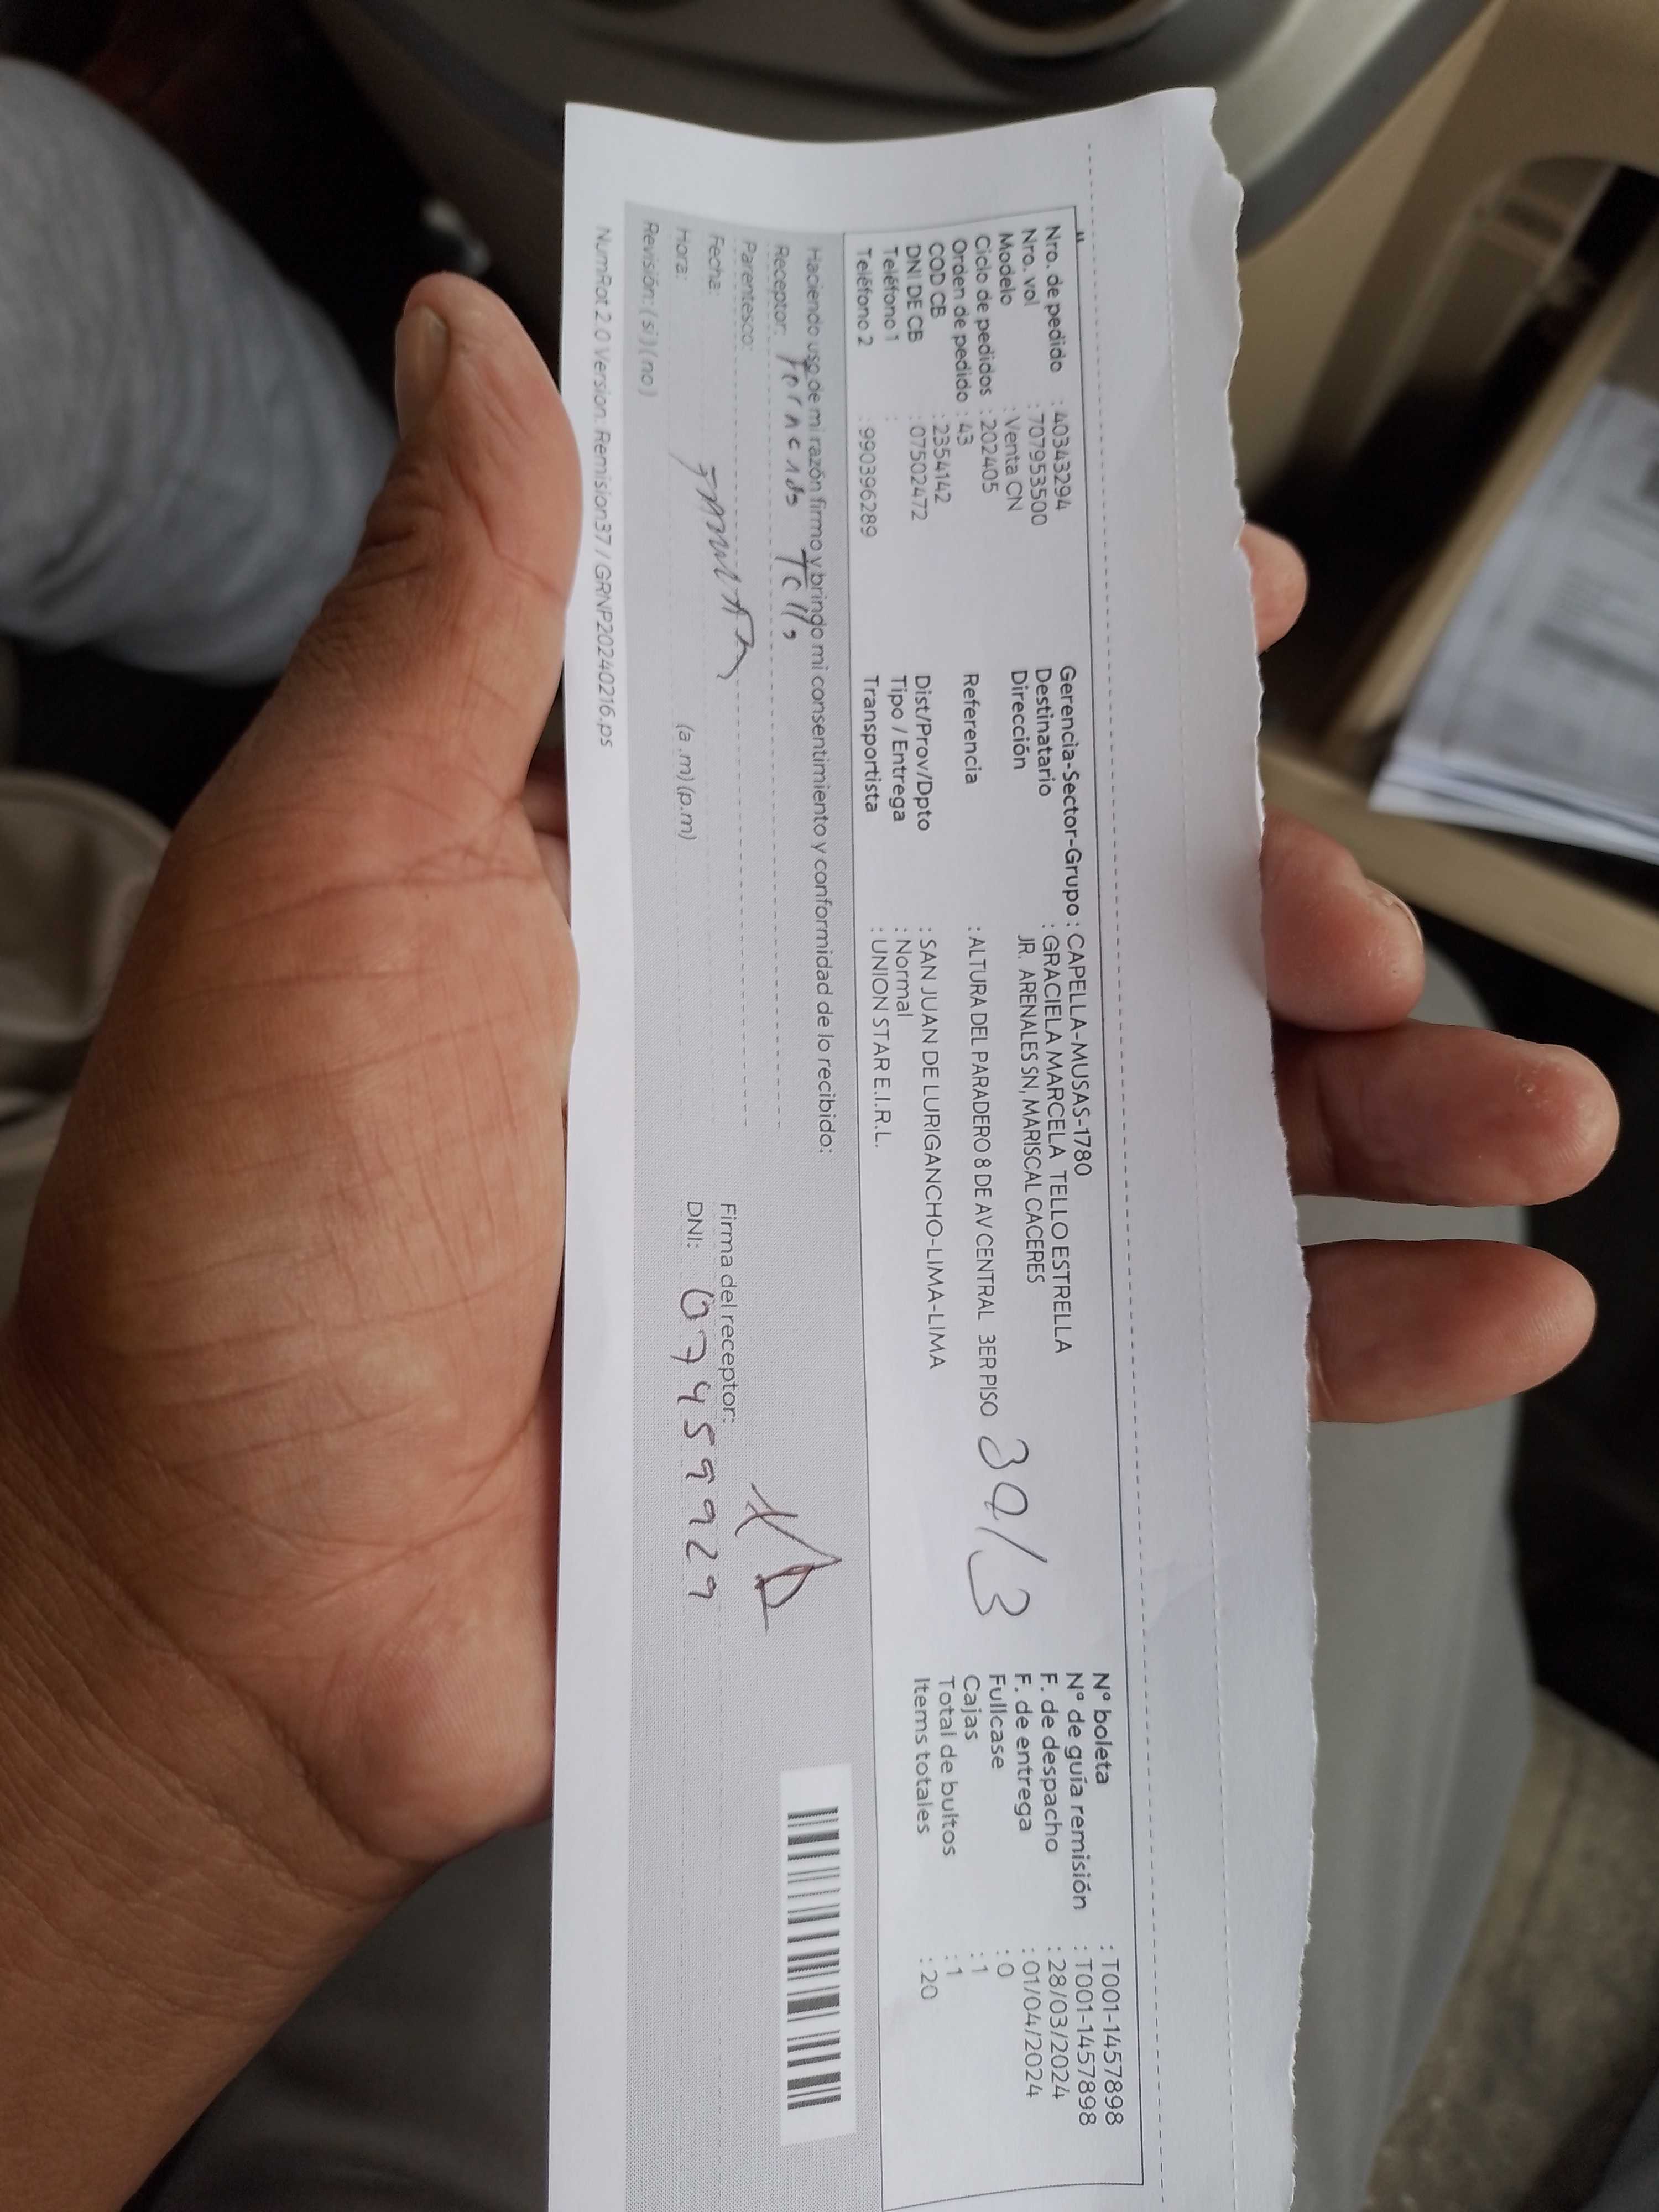 Nro. de pedido : 40343294
Nro. vol : 707953500
Modelo : Venta CN
Ciclo de pedidos : 202405
Orden de pedido : 43
COD CB : 2354142
DNI DE CB : 07502472
Teléfono 1 :
Teléfono 2 : 990396289
Gerencia-Sector-Grupo : CAPELLA-MUSAS-1780
Destinatario : GRACIELA MARCELA TELLO ESTRELLA
Dirección JR. ARENALES SN, MARISCAL CACERES
Referencia : ALTURA DEL PARADERO 8 DE AV CENTRAL 3ER PISO
Dist/Prov/Dpto : SAN JUAN DE LURIGANCHO-LIMA-LIMA
Tipo / Entrega : Normal
Transportista : UNION STAR E.I.R.L.
N° boleta : T001-1457898
N° de guía remisión : T001-1457898
F. de despacho : 28/03/2024
F. de entrega : 01/04/2024
Fullcase : 0
Cajas : 1
Total de bultos : 1
Items totales : 20
Haciendo uso de mi razón firmo y bringo mi consentimiento y conformidad de lo recibido:
Receptor:
Parentesco:
Fecha:
Hora: (a .m) (p.m)
Revisión: ( si ) ( no )
Firma del receptor:
DNI: 07459929
NumRot 2.0 Version. Remision37 / GRNP20240216.ps